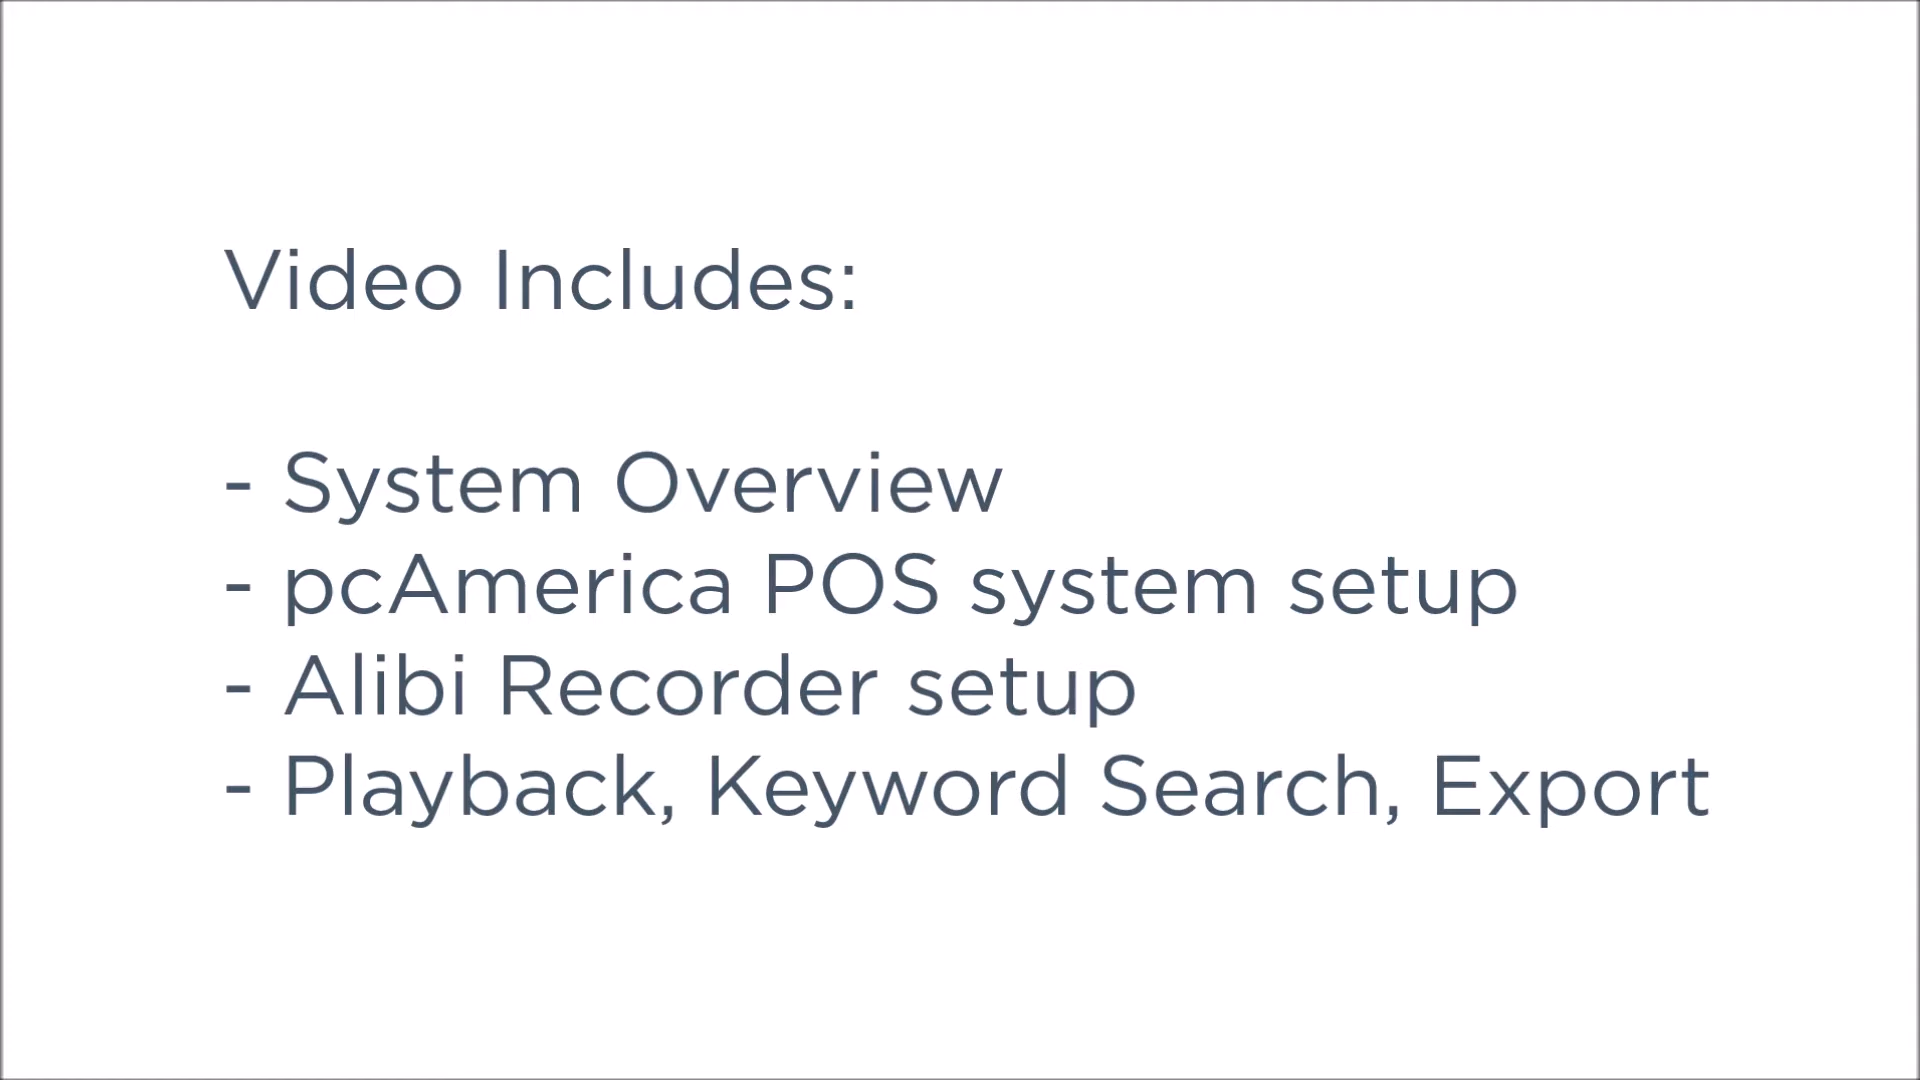 Video Includes:
- System Overview
- pcAmerica POS system setup
- Alibi Recorder setup
- Playback, Keyword Search, Export